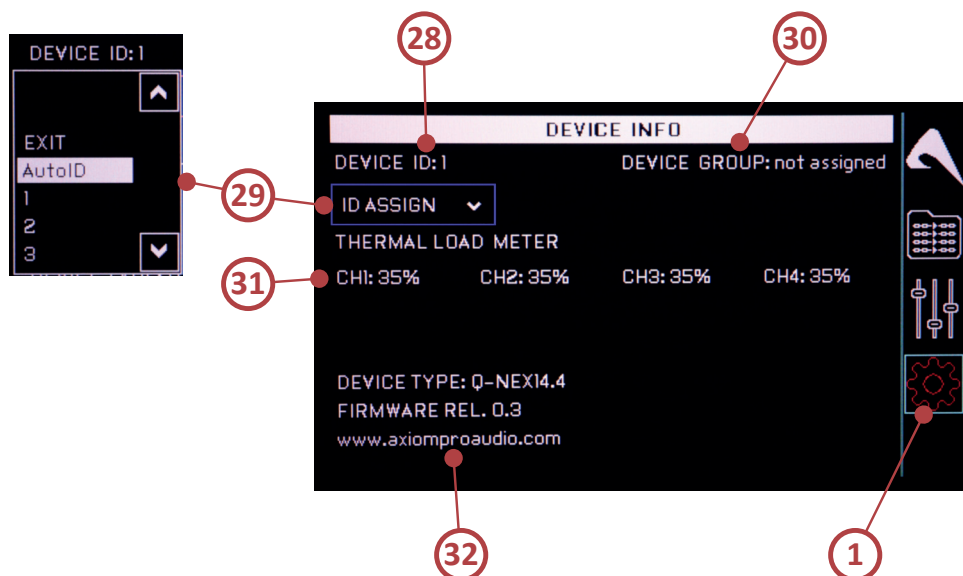 28
30
DEVICE ID:1
EXIT
AutoID
1
2
3
29
DEVICE INFO
DEVICE ID:1
DEVICE GROUP: not assigned
ID ASSIGN
THERMAL LOAD METER
31
CH1: 35% CH2: 35% CH3: 35% CH4: 35%
DEVICE TYPE: Q-NEX14.4
FIRMWARE REL. 0.3
www.axiomproaudio.com
32
1